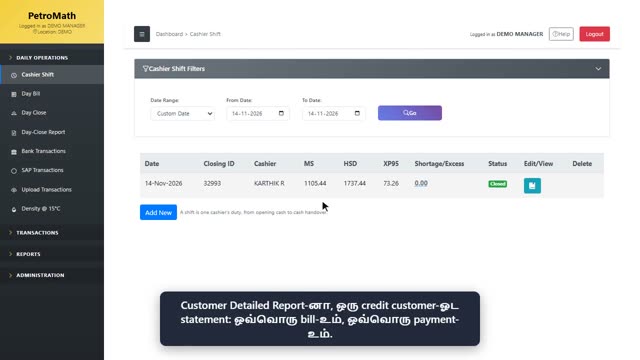 PetroMath
Logged in as DEMO MANAGER
Location: DEMO
Dashboard > Cashier Shift
Logged in as DEMO MANAGER
Help
Logout
DAILY OPERATIONS
Cashier Shift
Day Bill
Day Close
Day-Close Report
Bank Transactions
SAP Transactions
Upload Transactions
Density @ 15°C
TRANSACTIONS
REPORTS
ADMINISTRATION
Cashier Shift Filters
Date Range: From Date: To Date:
Custom Date 14-11-2026 14-11-2026 Go
Date Closing ID Cashier MS HSD XP95 Shortage/Excess Status Edit/View Delete
14-Nov-2026 32993 KARTHIK R 1105.44 1737.44 73.26 0.00 Closed
Add New A shift is one cashier's duty, from opening cash to cash handover.
Customer Detailed Report-னா, ஒரு credit customer-ஓட
statement: ஒவ்வொரு bill-உம், ஒவ்வொரு payment-
உம்.